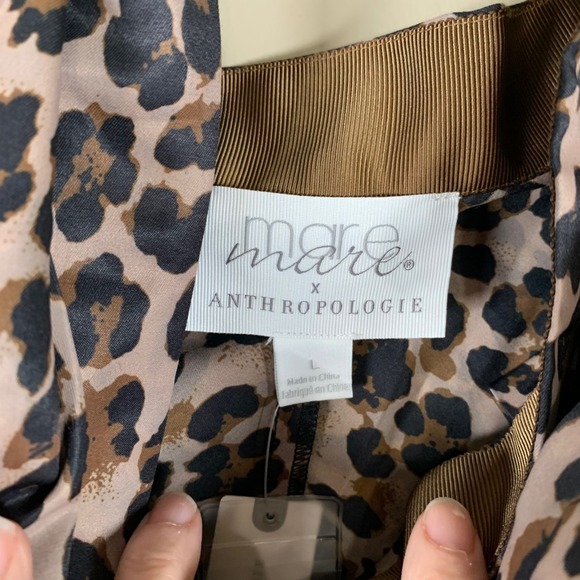 mare
mare®
x
ANTHROPOLOGIE
L
Made in China
Fabriqué en Chine